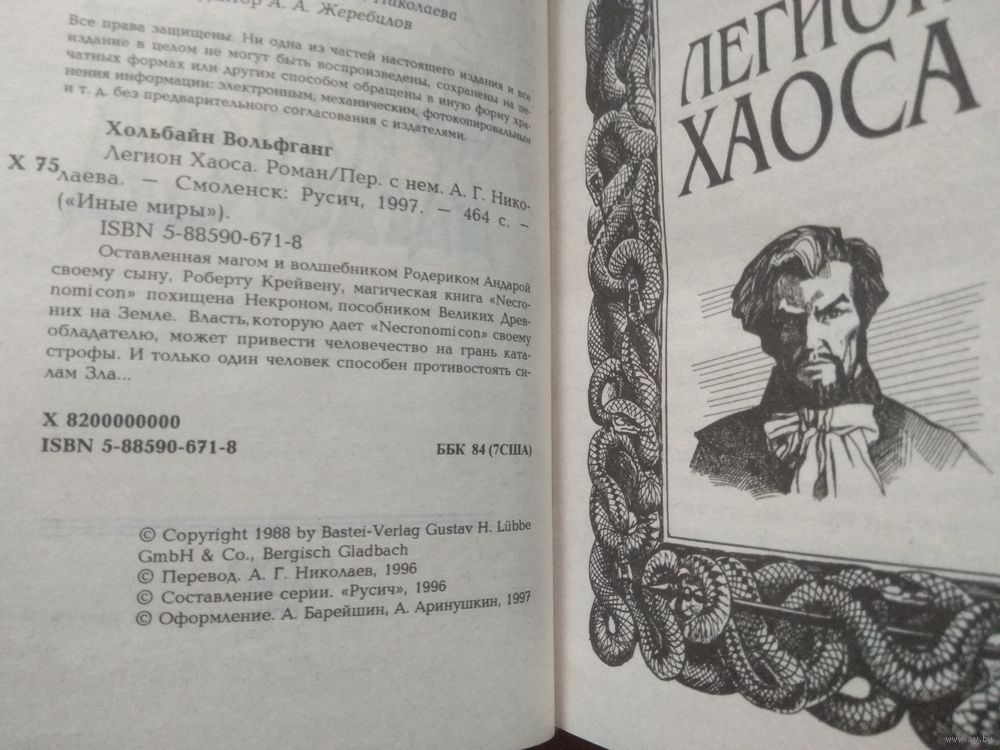 Николаева
А. А. Жеребилов
Все права защищены. Ни одна из частей настоящего издания и все
издание в целом не могут быть воспроизведены, сохранены на пе-
чатных формах или другим способом обращены в иную форму хра-
нения информации: электронным, механическим, фотокопировальным
и т. д. без предварительного согласования с издателями.
Хольбайн Вольфганг
Х 75 Легион Хаоса. Роман/Пер. с нем. А. Г. Нико-
лаева. — Смоленск: Русич, 1997. — 464 с. —
(«Иные миры»).
ISBN 5-88590-671-8
Оставленная магом и волшебником Родериком Андарой
своему сыну, Роберту Крейвену, магическая книга «Necro-
nomicon» похищена Некроном, пособником Великих Древ-
них на Земле. Власть, которую дает «Necronomicon» своему
обладателю, может привести человечество на грань ката-
строфы. И только один человек способен противостоять си-
лам Зла...
Х 8200000000
ISBN 5-88590-671-8
ББК 84 (7США)
© Copyright 1988 by Bastei-Verlag Gustav H. Lübbe
GmbH & Co., Bergisch Gladbach
© Перевод. А. Г. Николаев, 1996
© Составление серии. «Русич», 1996
© Оформление. А. Барейшин, А. Аринушкин, 1997
ЛЕГИОН
ХАОСА
www.av.by